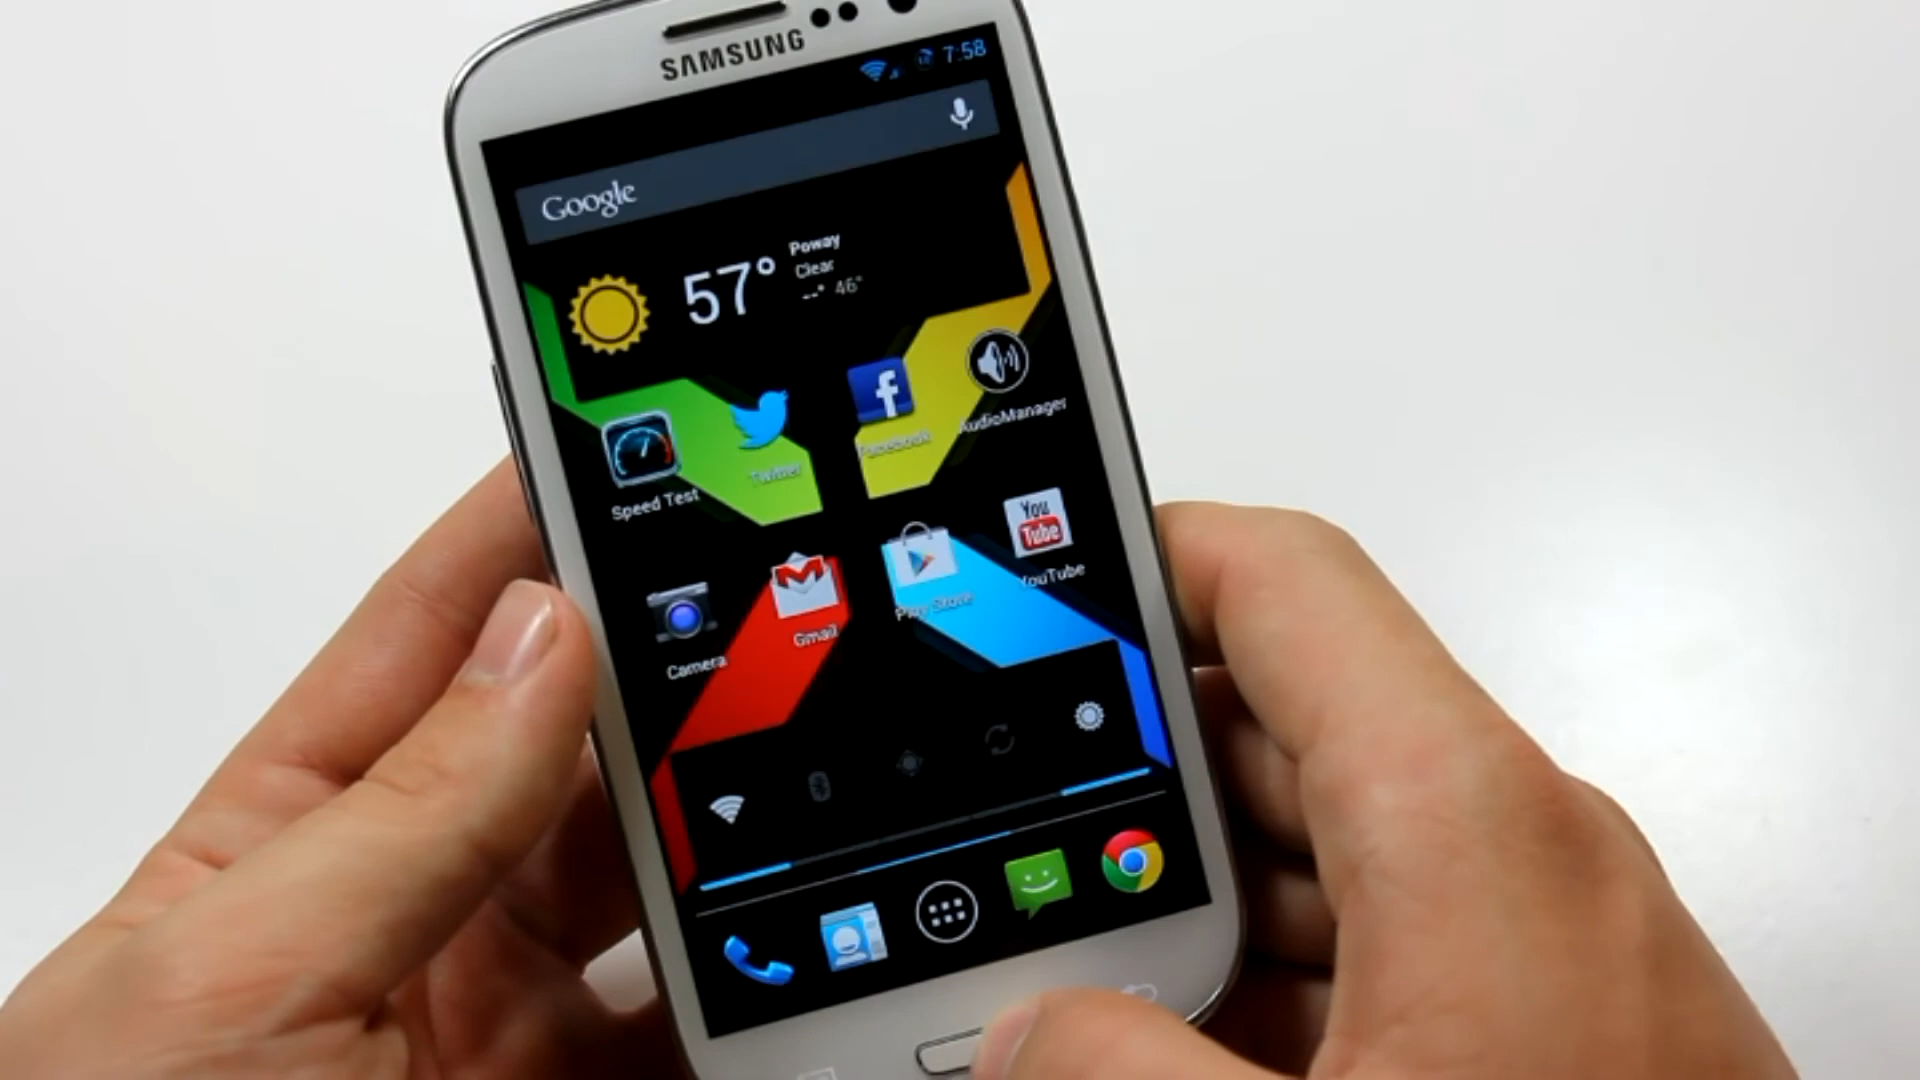 SAMSUNG
7:58
Google
57° Poway
Clear
--° 46°
Speed Test
Twitter
Facebook
AudioManager
Camera
Gmail
Play Store
You
Tube
YouTube